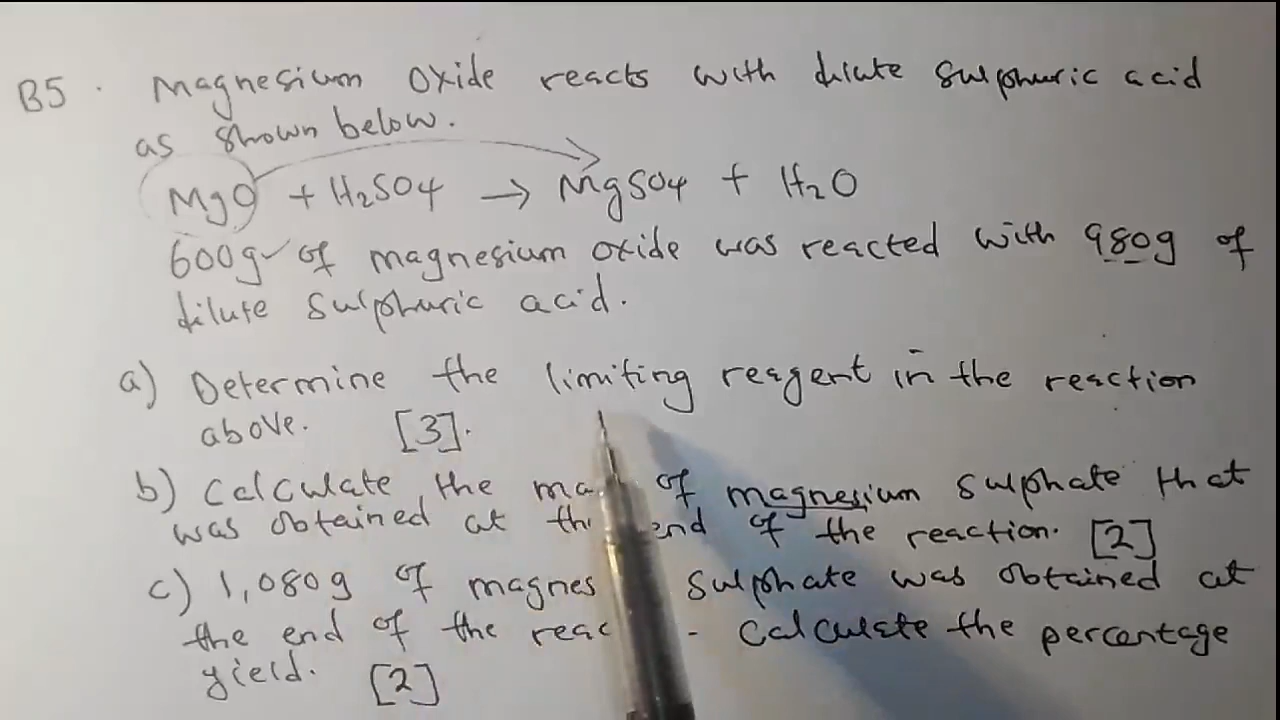 B5. Magnesium oxide reacts with dilute sulphuric acid
as shown below.
MgO + H₂SO4 → MgSO4 + H₂O
600g of magnesium oxide was reacted with 980g of
dilute sulphuric acid.
a) Determine the limiting reagent in the reaction
above. [3].
b) Calculate the of magnesium sulphate that
was obtained at end of the reaction. [2]
c) 1,080g of sulphate was obtained at
the end of the - Calculate the percentage
yield. [2]